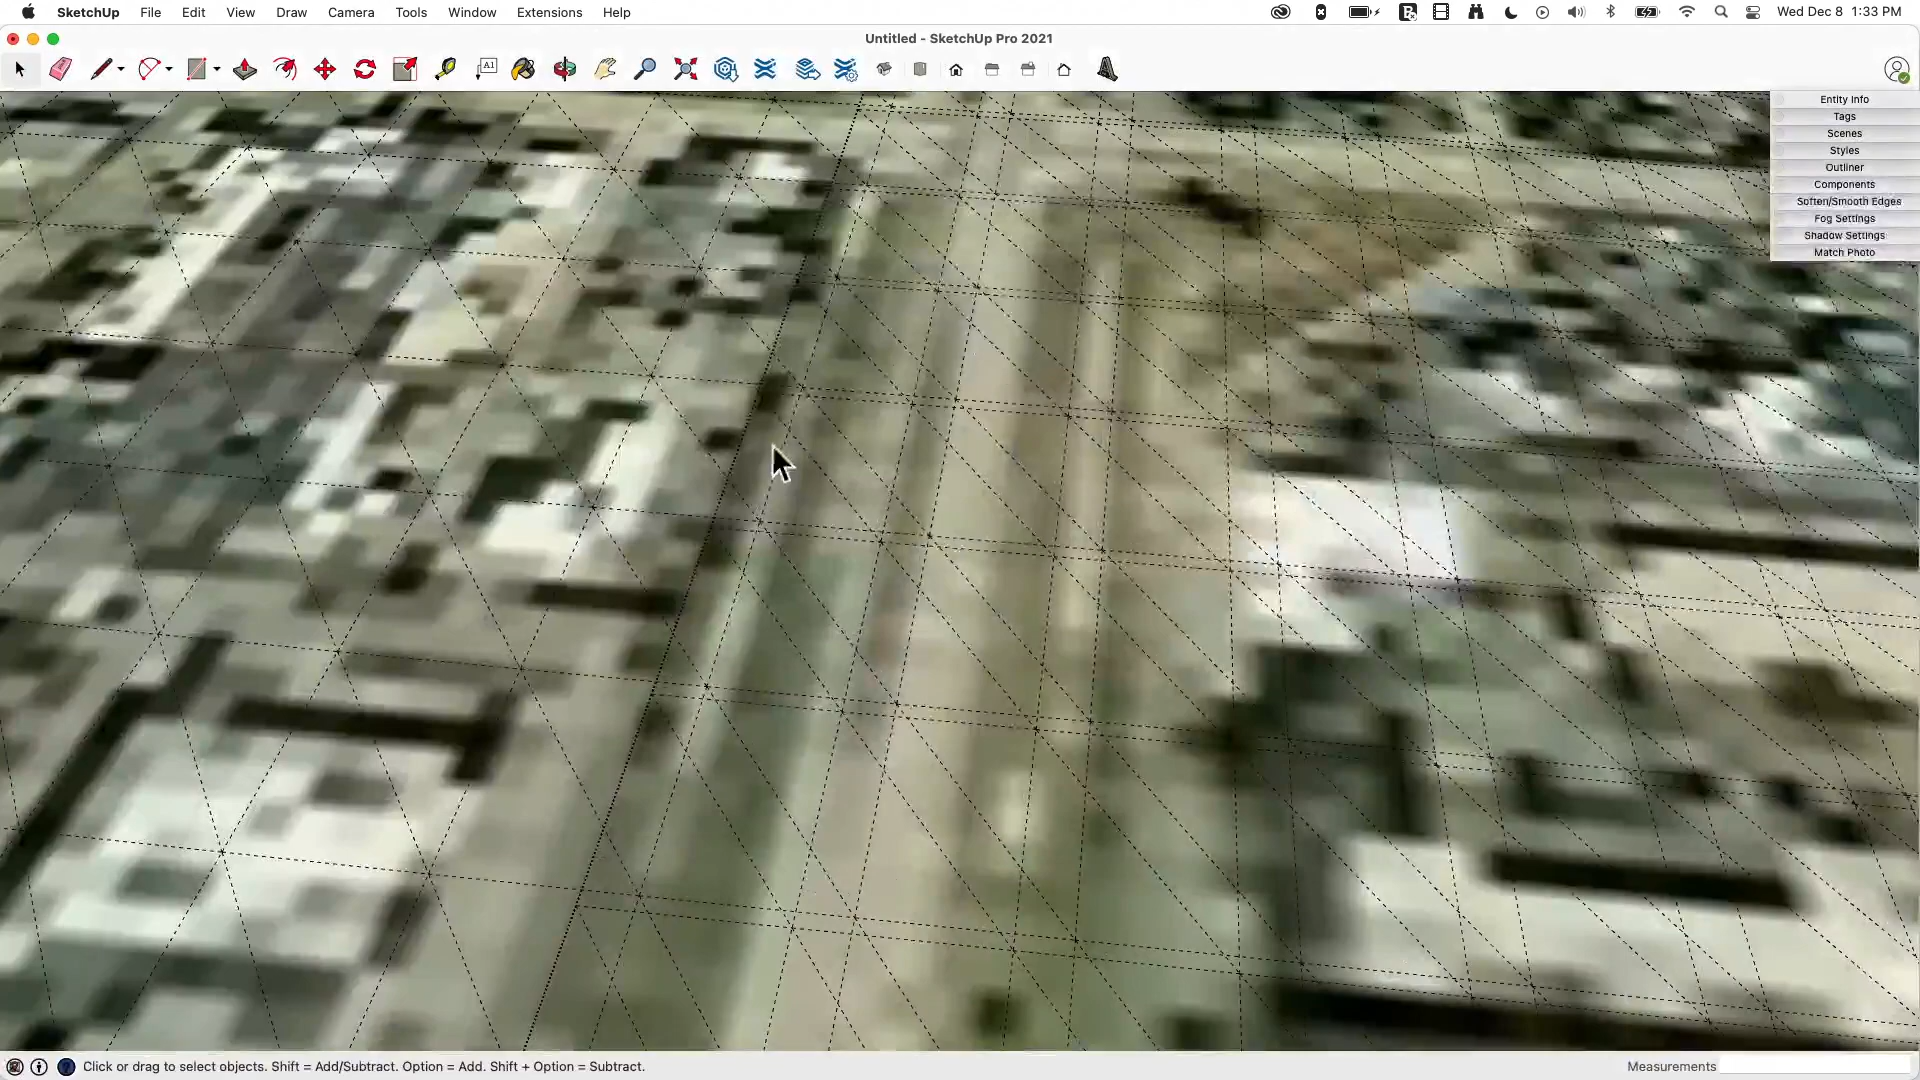 SketchUp File Edit View Draw Camera Tools Window Extensions Help Wed Dec 8 1:33 PM
Untitled - SketchUp Pro 2021
A1
Entity Info
Tags
Scenes
Styles
Outliner
Components
Soften/Smooth Edges
Fog Settings
Shadow Settings
Match Photo
Click or drag to select objects. Shift = Add/Subtract. Option = Add. Shift + Option = Subtract. Measurements